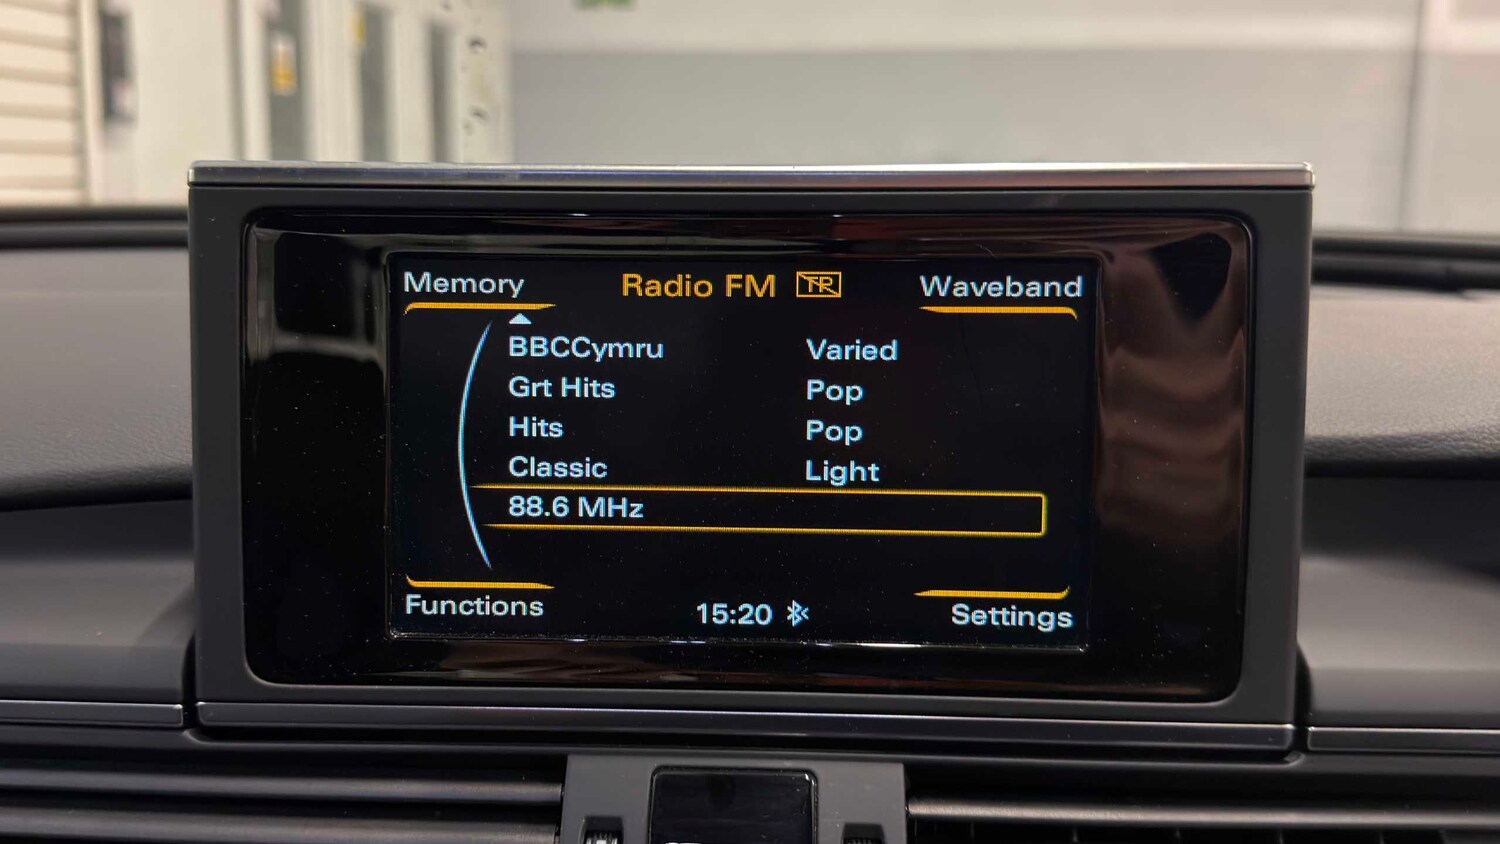 Memory Radio FM TR Waveband
BBCCymru Varied
Grt Hits Pop
Hits Pop
Classic Light
88.6 MHz
Functions 15:20 Settings